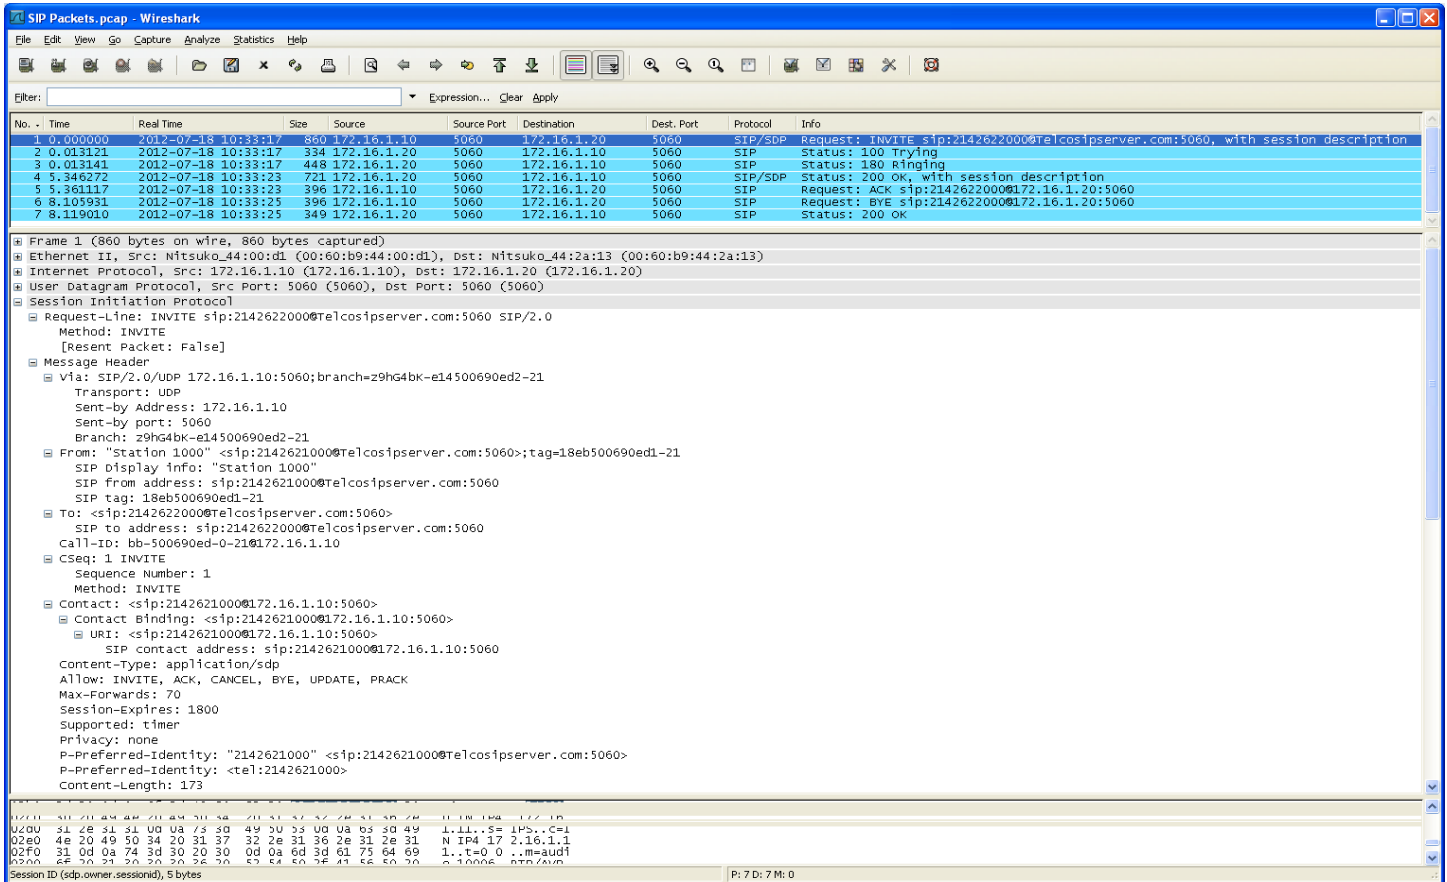 SIP Packets.pcap - Wireshark
File Edit View Go Capture Analyze Statistics Help
Filter: Expression... Clear Apply
No. - Time Real Time Size Source Source Port Destination Dest. Port Protocol Info
1 0.000000 2012-07-18 10:33:17 860 172.16.1.10 5060 172.16.1.20 5060 SIP/SDP Request: INVITE sip:2142622000@Telcosipserver.com:5060, with session description
2 0.013121 2012-07-18 10:33:17 334 172.16.1.20 5060 172.16.1.10 5060 SIP Status: 100 Trying
3 0.013141 2012-07-18 10:33:17 448 172.16.1.20 5060 172.16.1.10 5060 SIP Status: 180 Ringing
4 5.346272 2012-07-18 10:33:23 721 172.16.1.20 5060 172.16.1.10 5060 SIP/SDP Status: 200 OK, with session description
5 5.361117 2012-07-18 10:33:23 396 172.16.1.10 5060 172.16.1.20 5060 SIP Request: ACK sip:2142622000@172.16.1.20:5060
6 8.105931 2012-07-18 10:33:25 396 172.16.1.10 5060 172.16.1.20 5060 SIP Request: BYE sip:2142622000@172.16.1.20:5060
7 8.119010 2012-07-18 10:33:25 349 172.16.1.20 5060 172.16.1.10 5060 SIP Status: 200 OK
Frame 1 (860 bytes on wire, 860 bytes captured)
Ethernet II, Src: Nitsuko_44:00:d1 (00:60:b9:44:00:d1), Dst: Nitsuko_44:2a:13 (00:60:b9:44:2a:13)
Internet Protocol, Src: 172.16.1.10 (172.16.1.10), Dst: 172.16.1.20 (172.16.1.20)
User Datagram Protocol, Src Port: 5060 (5060), Dst Port: 5060 (5060)
Session Initiation Protocol
Request-Line: INVITE sip:2142622000@Telcosipserver.com:5060 SIP/2.0
Method: INVITE
[Resent Packet: False]
Message Header
Via: SIP/2.0/UDP 172.16.1.10:5060;branch=z9hG4bK-e14500690ed2-21
Transport: UDP
Sent-by Address: 172.16.1.10
Sent-by port: 5060
Branch: z9hG4bK-e14500690ed2-21
From: "Station 1000" <sip:2142621000@Telcosipserver.com:5060>;tag=18eb500690ed1-21
SIP Display info: "Station 1000"
SIP from address: sip:2142621000@Telcosipserver.com:5060
SIP tag: 18eb500690ed1-21
To: <sip:2142622000@Telcosipserver.com:5060>
SIP to address: sip:2142622000@Telcosipserver.com:5060
Call-ID: bb-500690ed-0-21@172.16.1.10
CSeq: 1 INVITE
Sequence Number: 1
Method: INVITE
Contact: <sip:2142621000@172.16.1.10:5060>
Contact Binding: <sip:2142621000@172.16.1.10:5060>
URI: <sip:2142621000@172.16.1.10:5060>
SIP contact address: sip:2142621000@172.16.1.10:5060
Content-Type: application/sdp
Allow: INVITE, ACK, CANCEL, BYE, UPDATE, PRACK
Max-Forwards: 70
Session-Expires: 1800
Supported: timer
Privacy: none
P-Preferred-Identity: "2142621000" <sip:2142621000@Telcosipserver.com:5060>
P-Preferred-Identity: <tel:2142621000>
Content-Length: 173
02d0 31 2e 31 31 0d 0a 73 3d 49 50 53 0d 0a 63 3d 49 1.11..s= IPS..c=I
02e0 4e 20 49 50 34 20 31 37 32 2e 31 36 2e 31 2e 31 N IP4 17 2.16.1.1
02f0 31 0d 0a 74 3d 30 20 30 0d 0a 6d 3d 61 75 64 69 1..t=0 0 ..m=audi
Session ID (sdp.owner.sessionid), 5 bytes P: 7 D: 7 M: 0